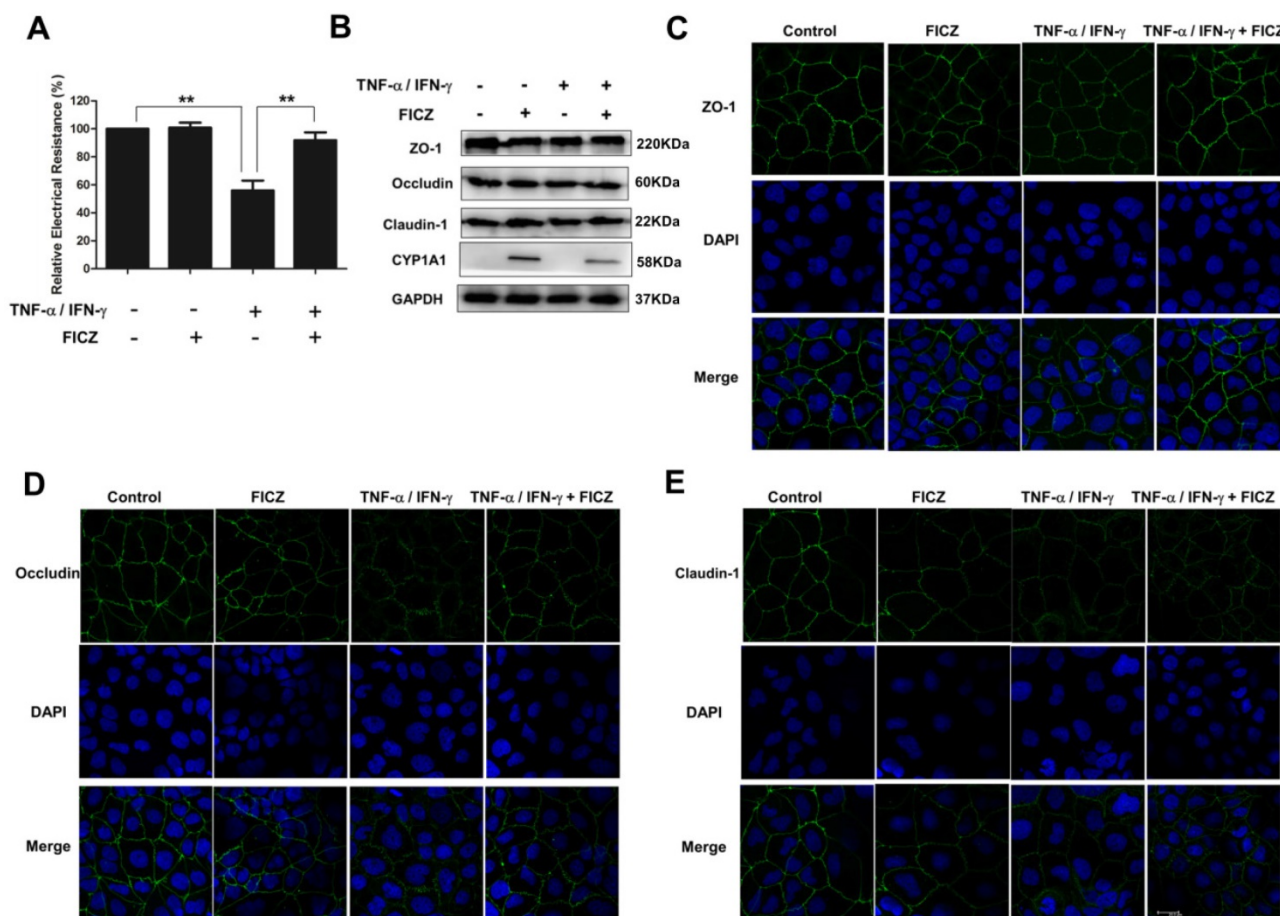 A
Relative Electrical Resistance (%)
** **
120
100
80
60
40
20
0
TNF-α / IFN-γ - - + +
FICZ - + - +
B
TNF-α / IFN-γ - - + +
FICZ - + - +
ZO-1 220KDa
Occludin 60KDa
Claudin-1 22KDa
CYP1A1 58KDa
GAPDH 37KDa
C
Control FICZ TNF-α / IFN-γ TNF-α / IFN-γ + FICZ
ZO-1
DAPI
Merge
D
Control FICZ TNF-α / IFN-γ TNF-α / IFN-γ + FICZ
Occludin
DAPI
Merge
E
Control FICZ TNF-α / IFN-γ TNF-α / IFN-γ + FICZ
Claudin-1
DAPI
Merge